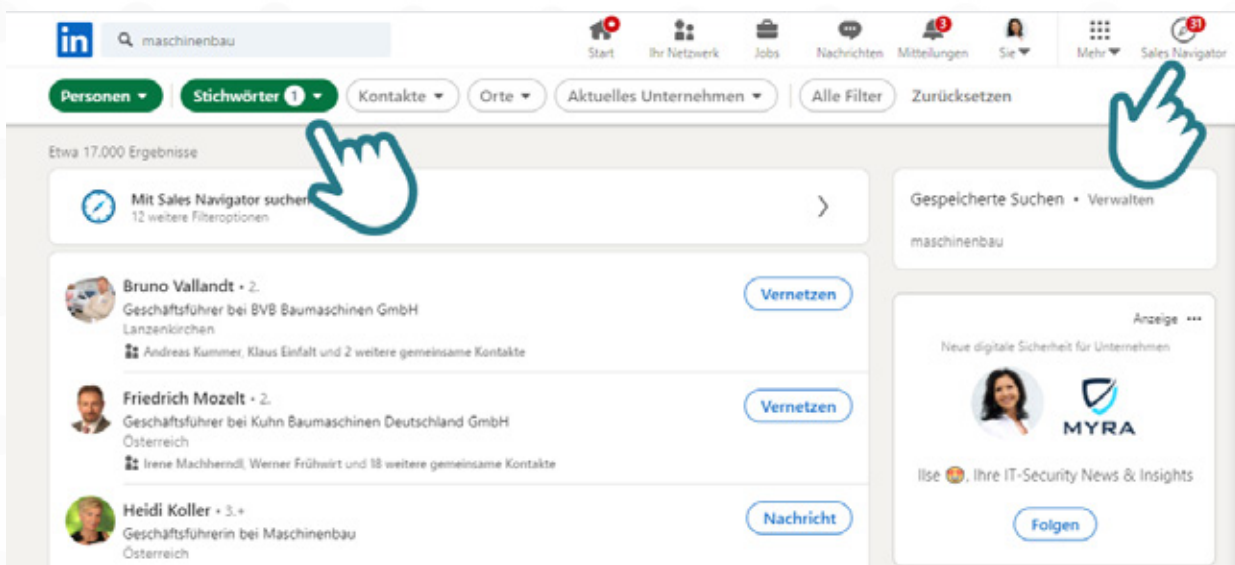 in
maschinenbau
Start
Ihr Netzwerk
Jobs
Nachrichten
3
Mitteilungen
Sie
Mehr
31
Sales Navigator
Personen
Stichwörter 1
Kontakte
Orte
Aktuelles Unternehmen
Alle Filter
Zurücksetzen
Etwa 17.000 Ergebnisse
Mit Sales Navigator suchen
12 weitere Filteroptionen
Bruno Vallandt • 2.
Geschäftsführer bei BVB Baumaschinen GmbH
Lanzenkirchen
Andreas Kummer, Klaus Einfalt und 2 weitere gemeinsame Kontakte
Vernetzen
Friedrich Mozelt • 2.
Geschäftsführer bei Kuhn Baumaschinen Deutschland GmbH
Österreich
Irene Machherndl, Werner Frühwirt und 18 weitere gemeinsame Kontakte
Vernetzen
Heidi Koller • 3.+
Geschäftsführerin bei Maschinenbau
Österreich
Nachricht
Gespeicherte Suchen • Verwalten
maschinenbau
Anzeige •••
Neue digitale Sicherheit für Unternehmen
MYRA
Ilse 🤩, Ihre IT-Security News & Insights
Folgen